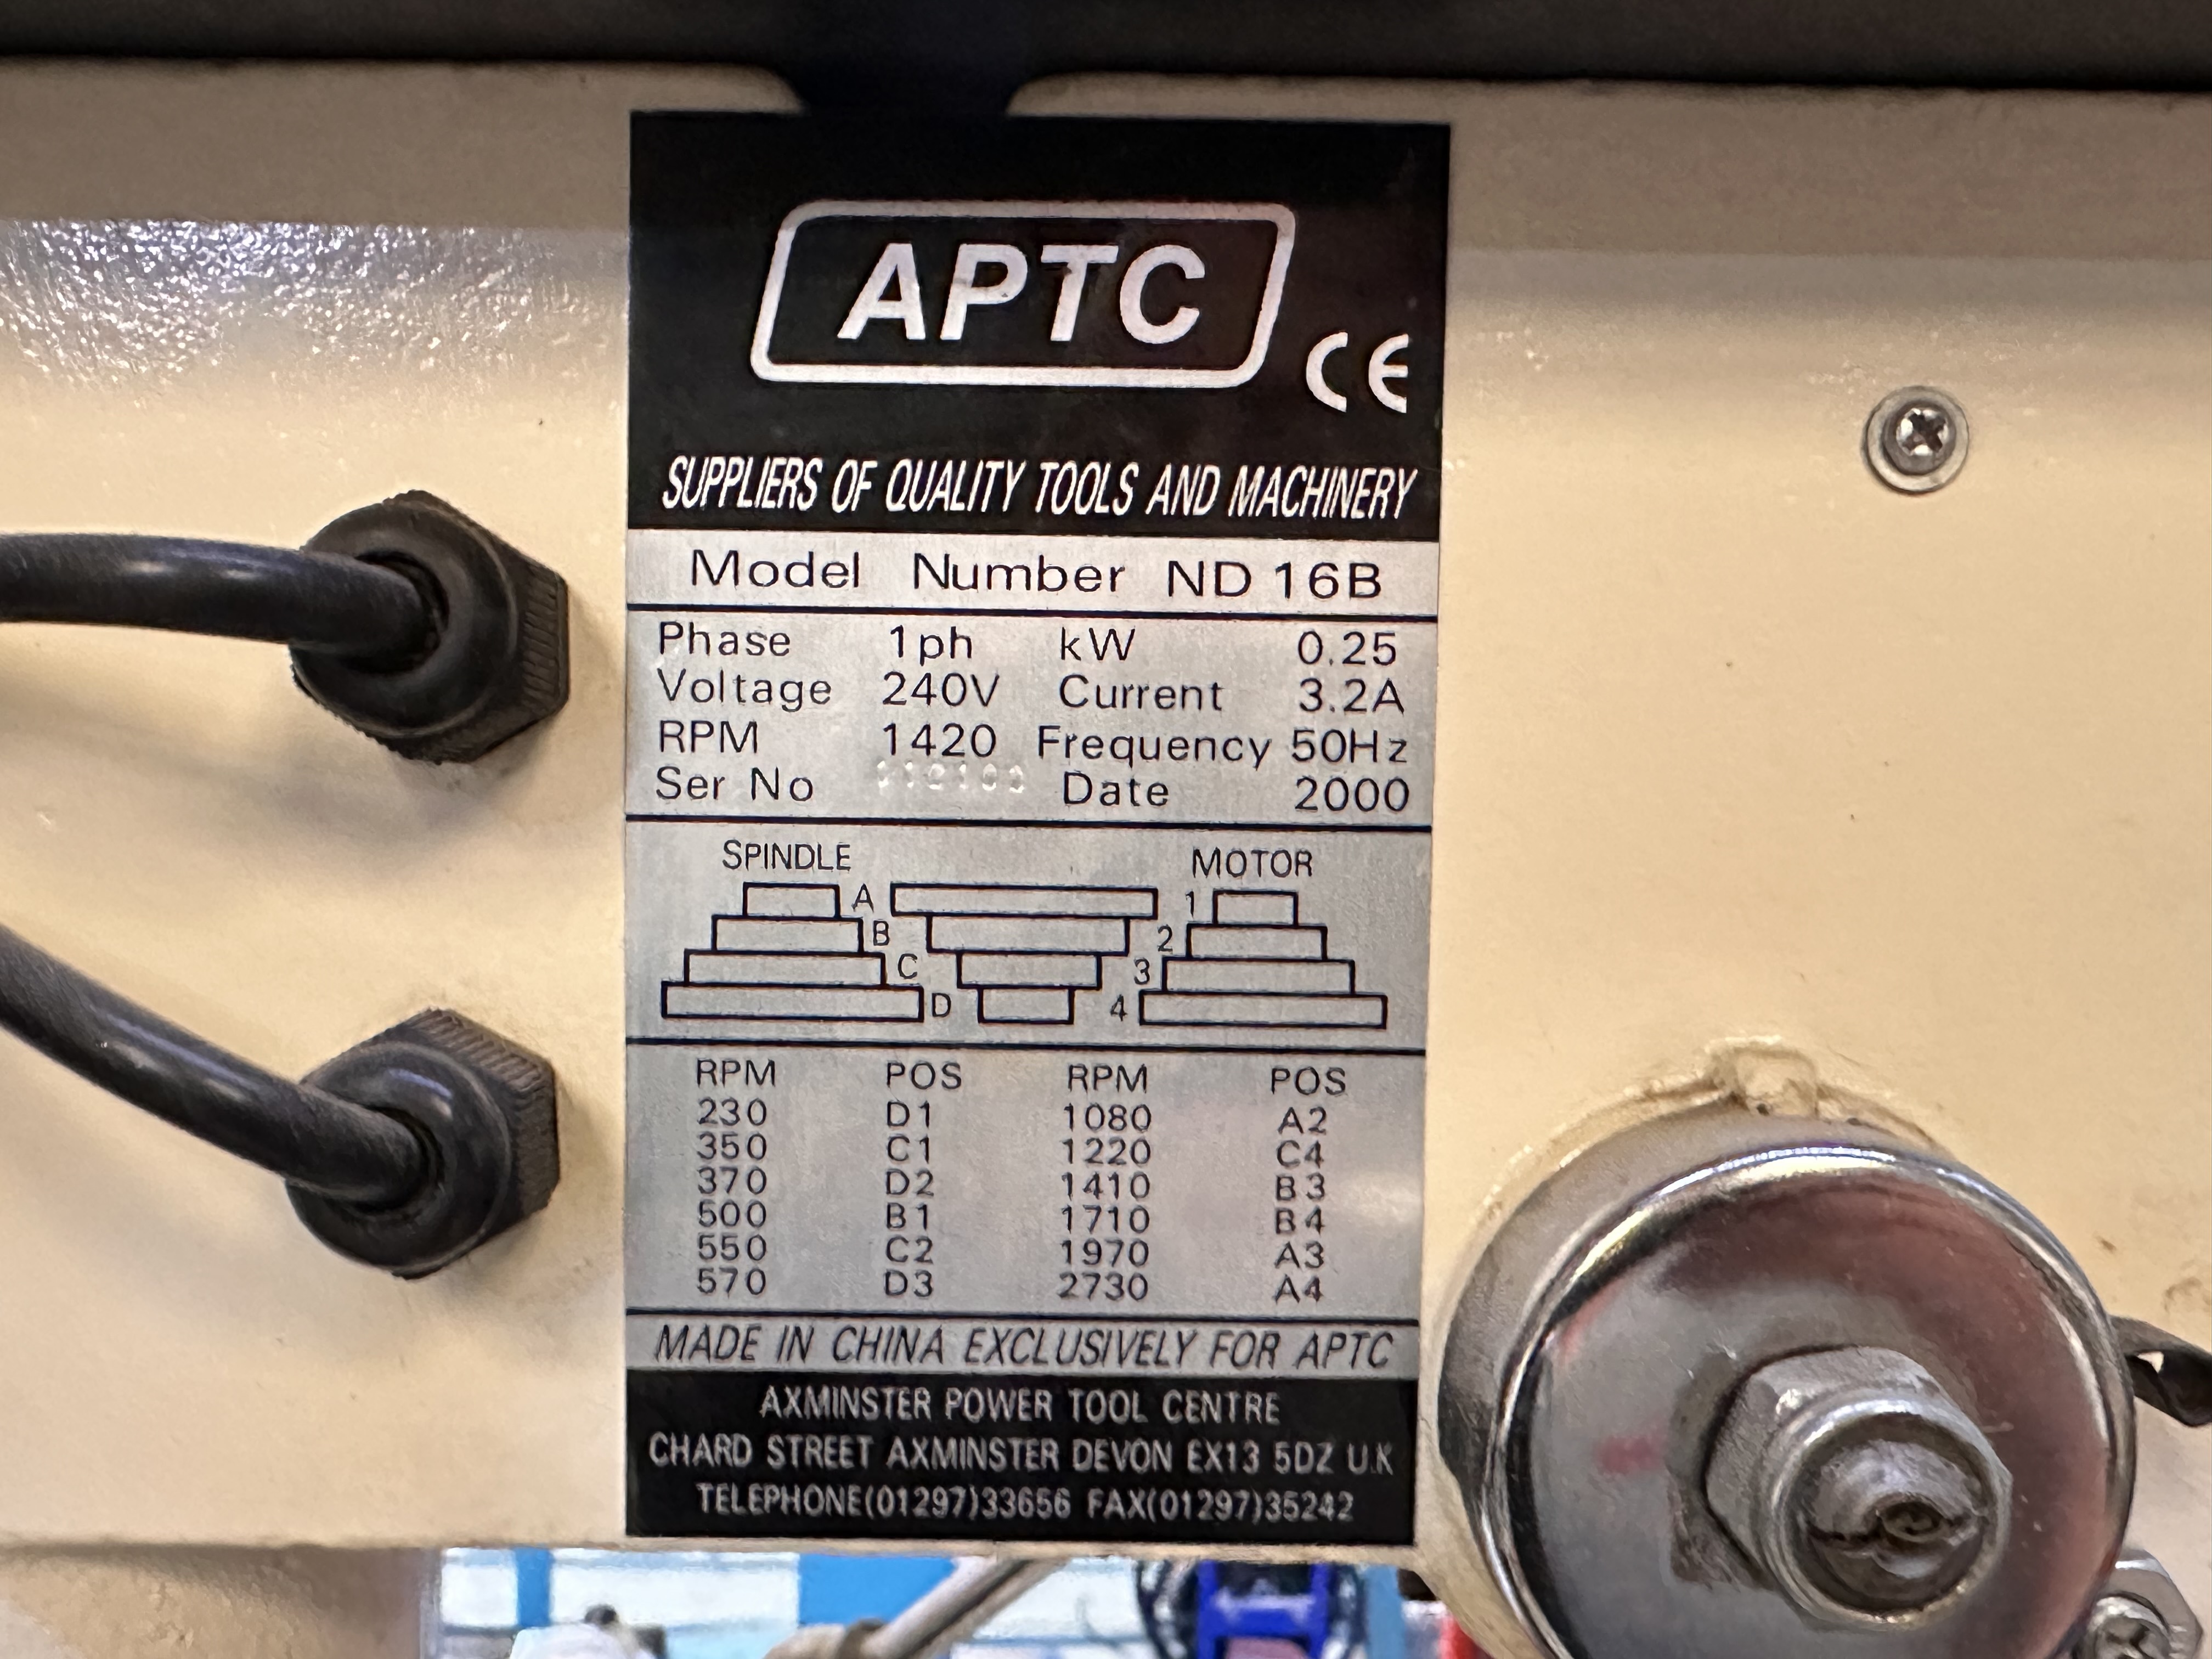 APTC
CE
SUPPLIERS OF QUALITY TOOLS AND MACHINERY
Model Number ND 16B
Phase 1ph kW 0.25
Voltage 240V Current 3.2A
RPM 1420 Frequency 50Hz
Ser No Date 2000
SPINDLE MOTOR
A 1
B 2
C 3
D 4
RPM POS RPM POS
230 D1 1080 A2
350 C1 1220 C4
370 D2 1410 B3
500 B1 1710 B4
550 C2 1970 A3
570 D3 2730 A4
MADE IN CHINA EXCLUSIVELY FOR APTC
AXMINSTER POWER TOOL CENTRE
CHARD STREET AXMINSTER DEVON EX13 5DZ U.K
TELEPHONE(01297)33656 FAX(01297)35242